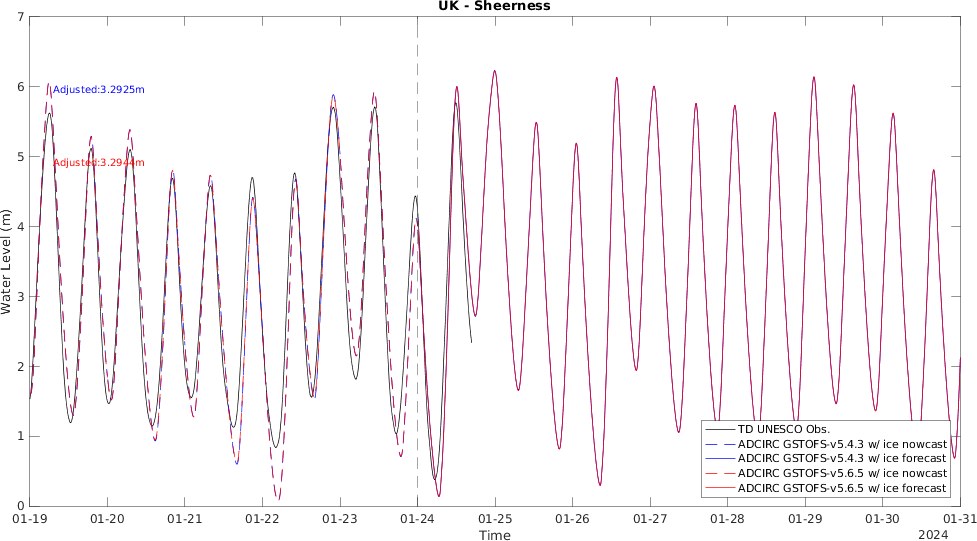 UK - Sheerness
7
6
5
4
3
2
1
0
Water Level (m)
Adjusted:3.2925m
Adjusted:3.2944m
TD UNESCO Obs.
ADCIRC GSTOFS-v5.4.3 w/ ice nowcast
ADCIRC GSTOFS-v5.4.3 w/ ice forecast
ADCIRC GSTOFS-v5.6.5 w/ ice nowcast
ADCIRC GSTOFS-v5.6.5 w/ ice forecast
01-19 01-20 01-21 01-22 01-23 01-24 01-25 01-26 01-27 01-28 01-29 01-30 01-31
Time
2024